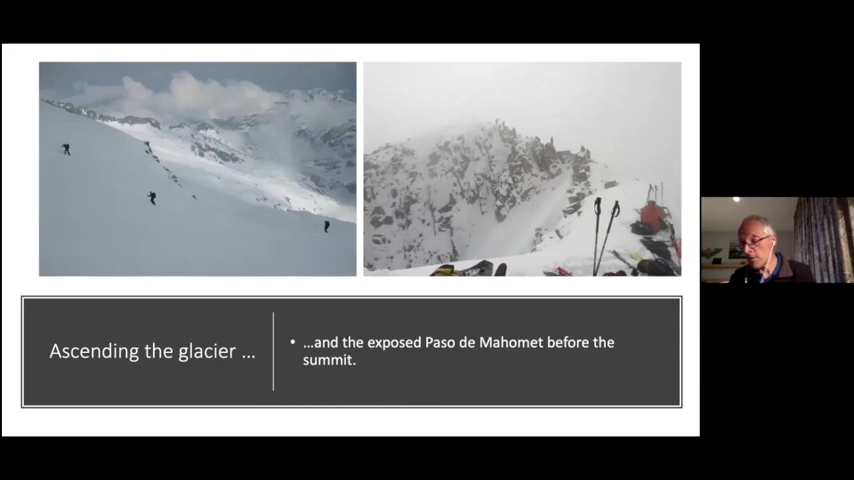 Ascending the glacier ...
• ...and the exposed Paso de Mahomet before the
summit.